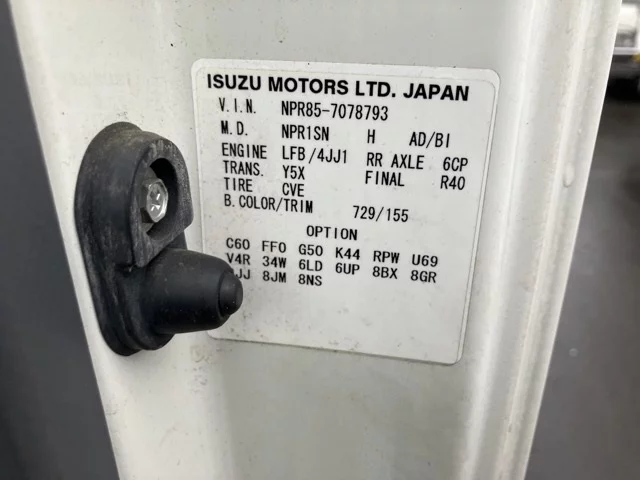 ISUZU MOTORS LTD. JAPAN
V.I.N. NPR85-7078793
M.D. NPR1SN H AD/BI
ENGINE LFB/4JJ1 RR AXLE 6CP
TRANS. Y5X FINAL R40
TIRE CVE
B.COLOR/TRIM 729/155
OPTION
C60 FF0 G50 K44 RPW U69
V4R 34W 6LD 6UP 8BX 8GR
8JM 8NS